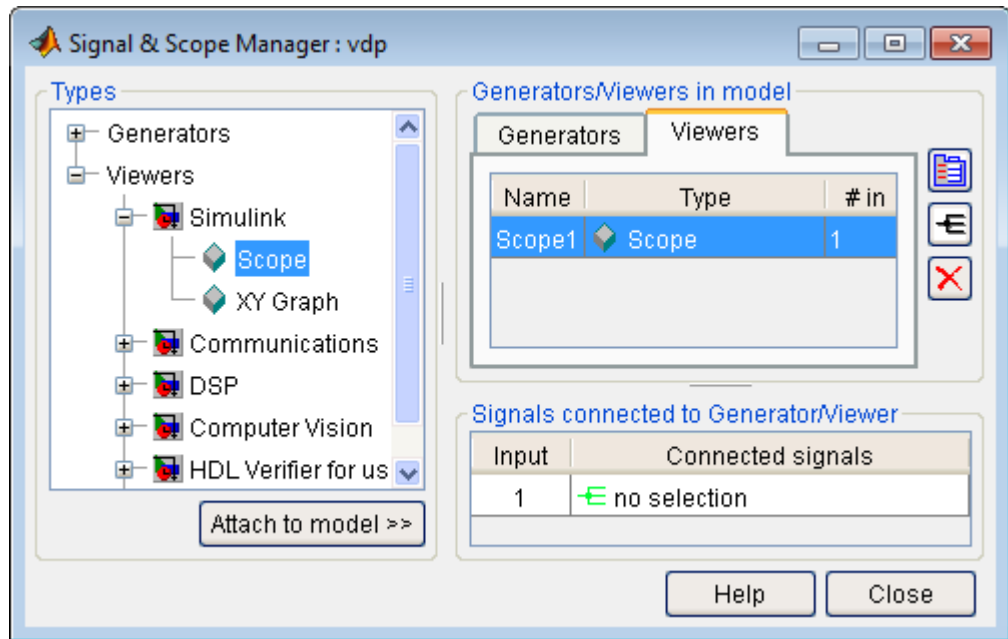 Signal & Scope Manager : vdp
Types
Generators
Viewers
Simulink
Scope
XY Graph
Communications
DSP
Computer Vision
HDL Verifier for us
Attach to model >>
Generators/Viewers in model
Generators Viewers
Name Type # in
Scope1 Scope 1
Signals connected to Generator/Viewer
Input Connected signals
1 no selection
Help Close